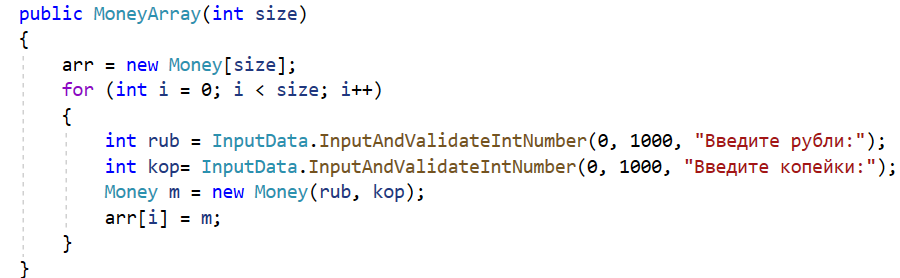 public MoneyArray(int size)
{
    arr = new Money[size];
    for (int i = 0; i < size; i++)
    {
        int rub = InputData.InputAndValidateIntNumber(0, 1000, "Введите рубли:");
        int kop= InputData.InputAndValidateIntNumber(0, 1000, "Введите копейки:");
        Money m = new Money(rub, kop);
        arr[i] = m;
    }
}